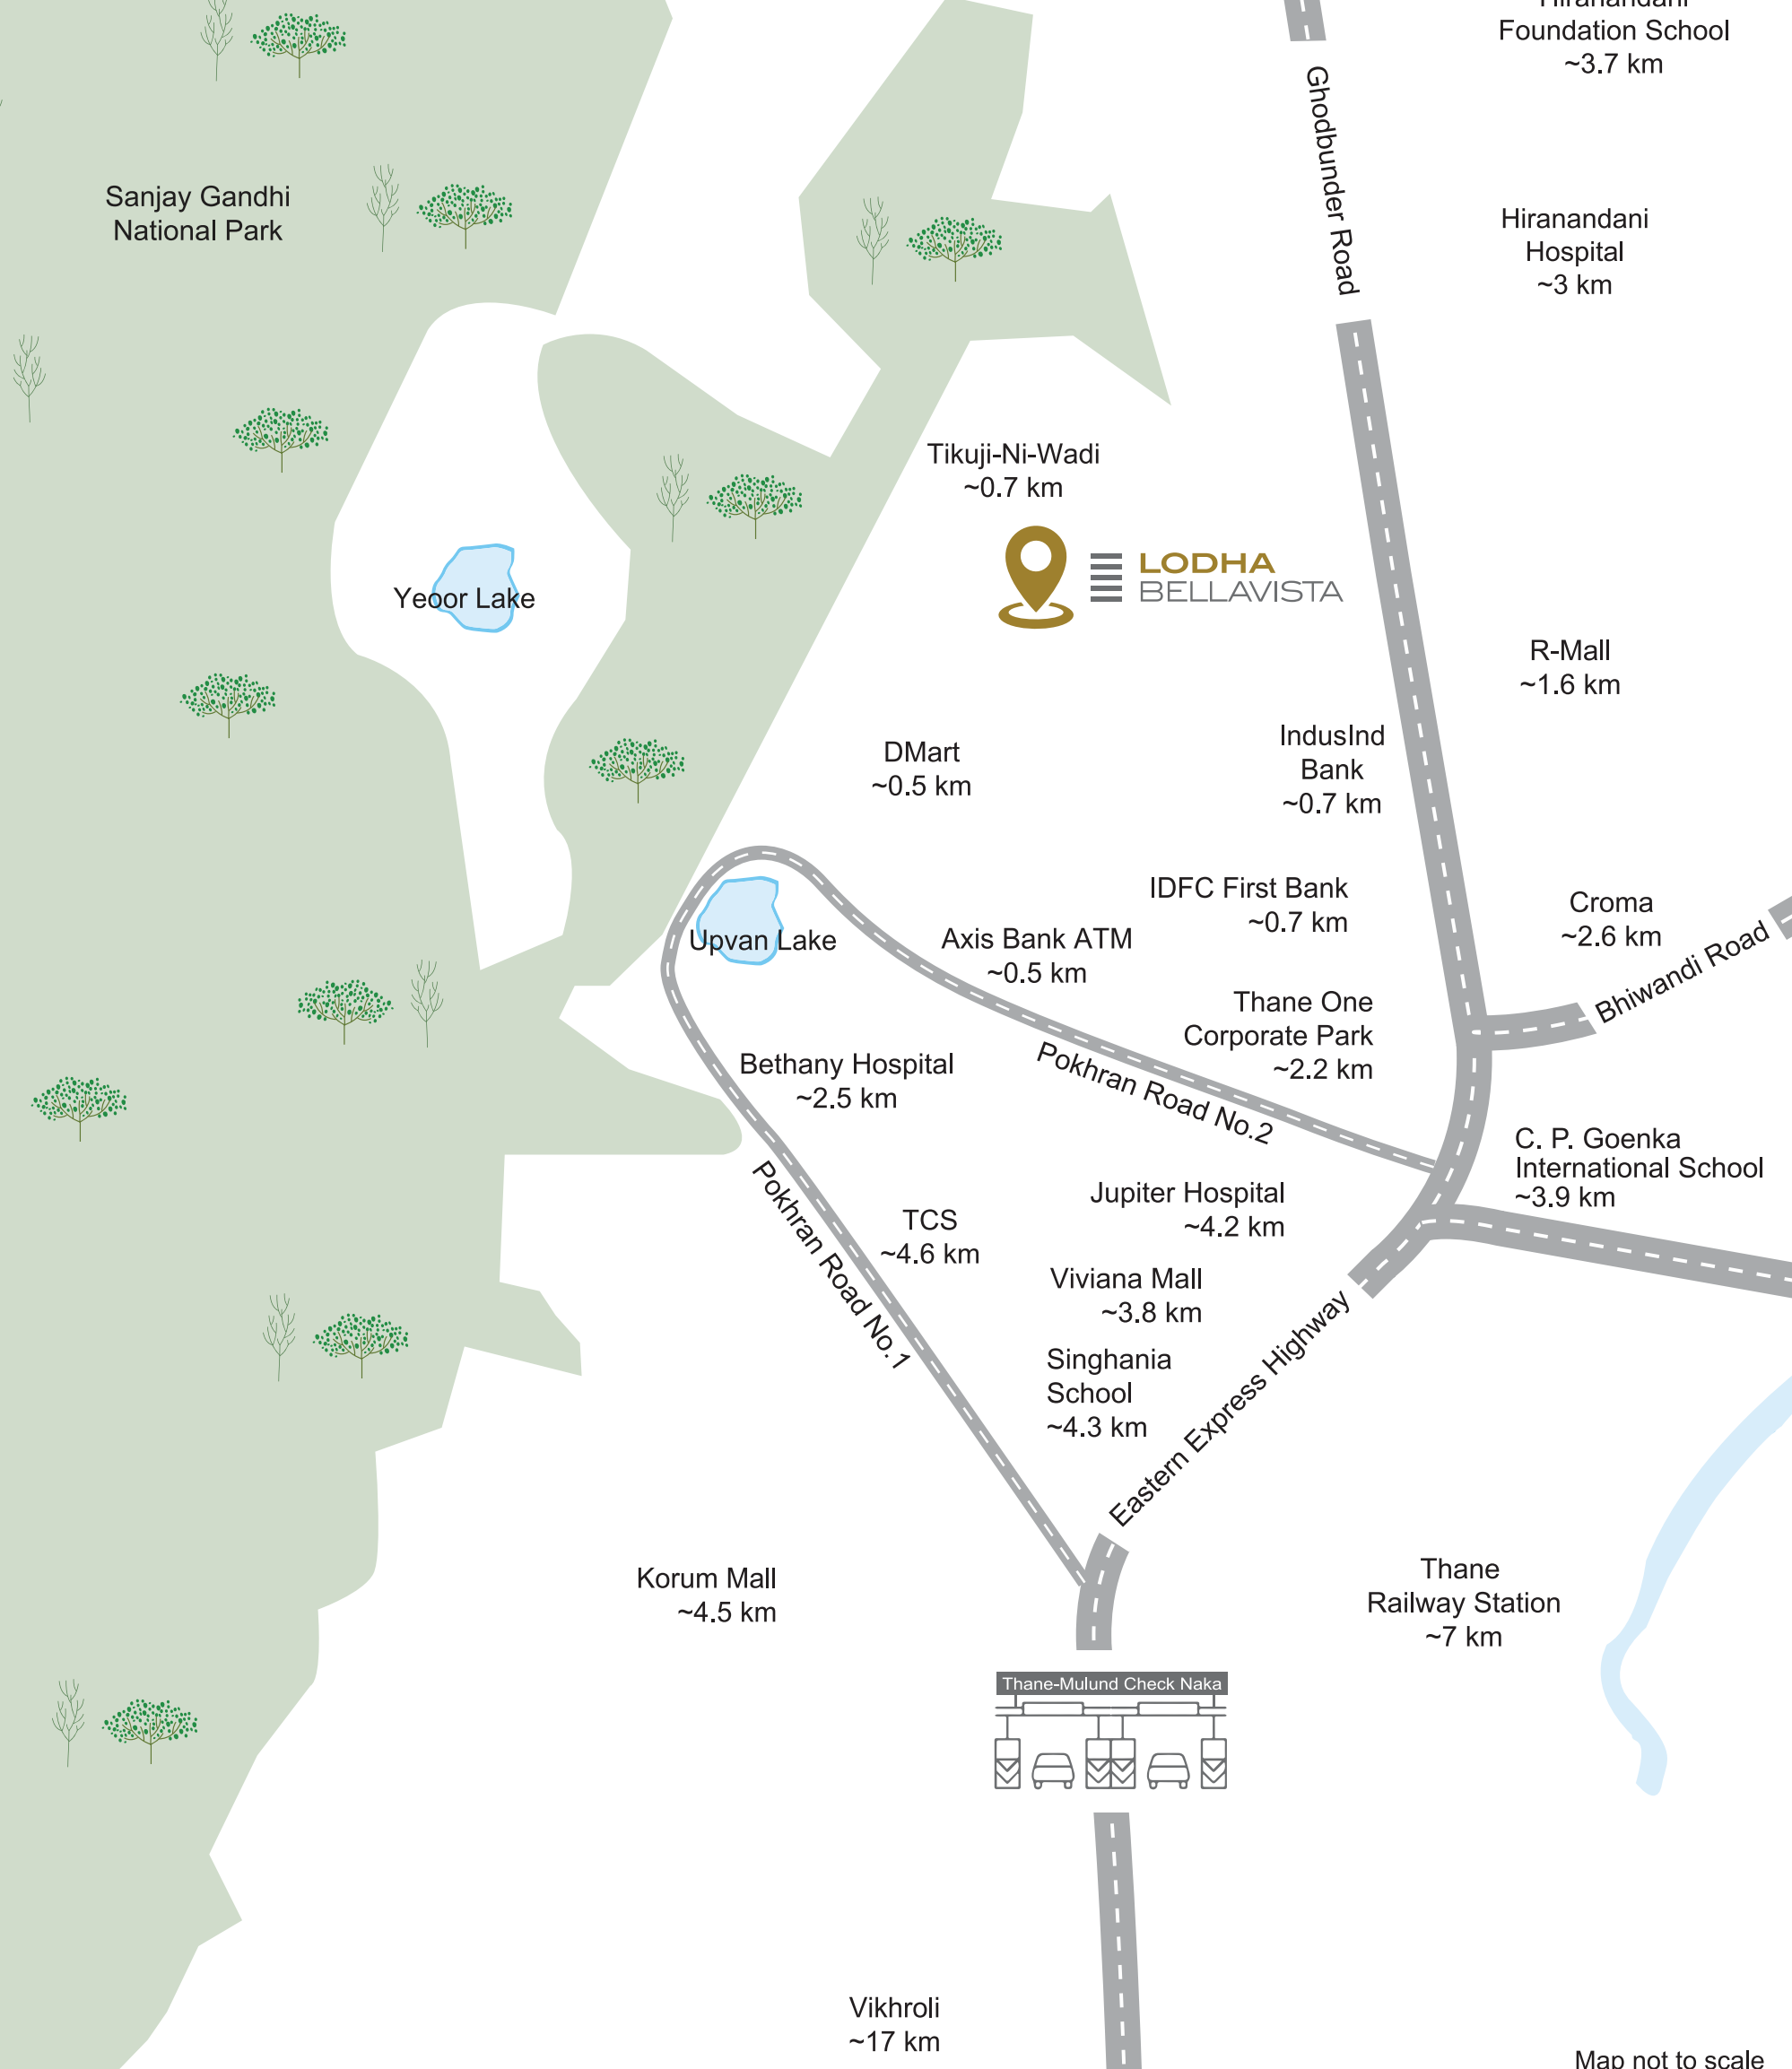 Hiranandani
Foundation School
~3.7 km
Ghodbunder Road
Sanjay Gandhi
National Park
Hiranandani
Hospital
~3 km
Tikuji-Ni-Wadi
~0.7 km
LODHA
BELLAVISTA
Yeoor Lake
R-Mall
~1.6 km
DMart
~0.5 km
IndusInd
Bank
~0.7 km
IDFC First Bank
~0.7 km
Croma
~2.6 km
Bhiwandi Road
Upvan Lake
Axis Bank ATM
~0.5 km
Thane One
Corporate Park
~2.2 km
Bethany Hospital
~2.5 km
Pokhran Road No.2
C. P. Goenka
International School
~3.9 km
Pokhran Road No.1
Jupiter Hospital
~4.2 km
TCS
~4.6 km
Viviana Mall
~3.8 km
Singhania
School
~4.3 km
Eastern Express Highway
Korum Mall
~4.5 km
Thane
Railway Station
~7 km
Thane-Mulund Check Naka
Vikhroli
~17 km
Map not to scale